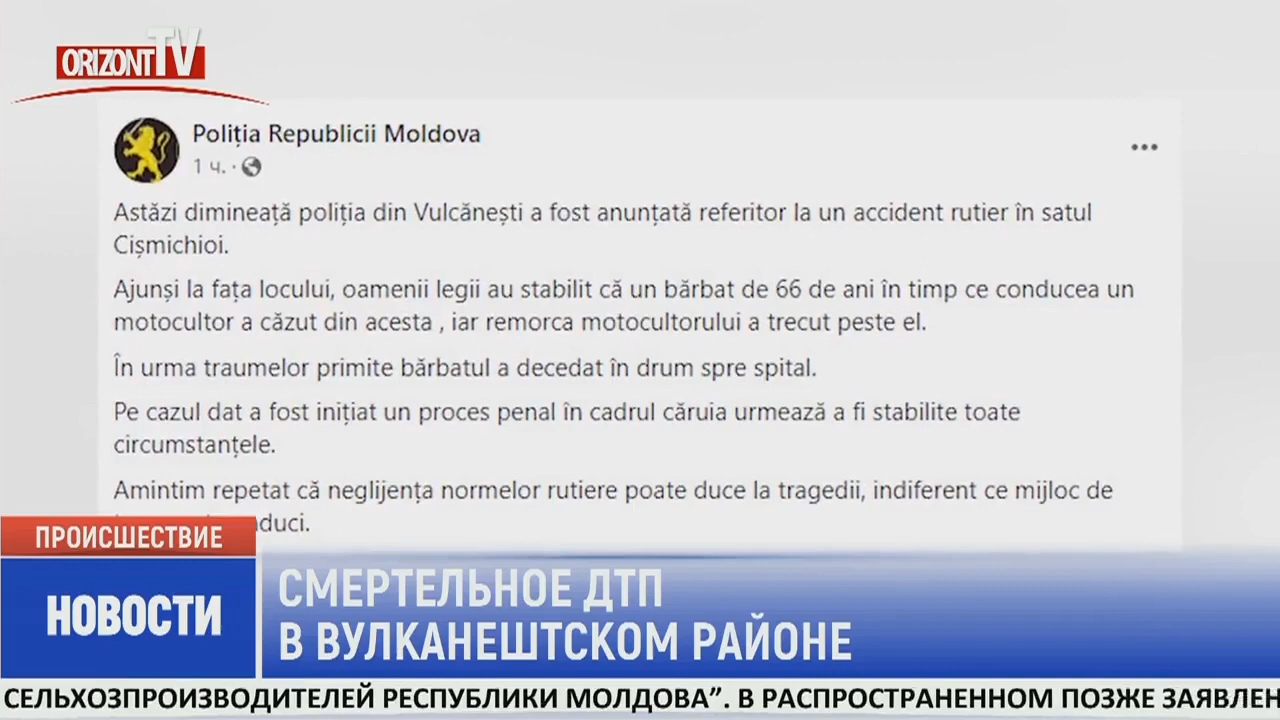 ORIZONT TV
Poliția Republicii Moldova
1 ч.
Astăzi dimineață poliția din Vulcănești a fost anunțată referitor la un accident rutier în satul
Cișmichioi.
Ajunși la fața locului, oamenii legii au stabilit că un bărbat de 66 de ani în timp ce conducea un
motocultor a căzut din acesta , iar remorca motocultorului a trecut peste el.
În urma traumelor primite bărbatul a decedat în drum spre spital.
Pe cazul dat a fost inițiat un proces penal în cadrul căruia urmează a fi stabilite toate
circumstanțele.
Amintim repetat că neglijența normelor rutiere poate duce la tragedii, indiferent ce mijloc de
duci.
ПРОИСШЕСТВИЕ
НОВОСТИ
СМЕРТЕЛЬНОЕ ДТП
В ВУЛКАНЕШТСКОМ РАЙОНЕ
СЕЛЬХОЗПРОИЗВОДИТЕЛЕЙ РЕСПУБЛИКИ МОЛДОВА”. В РАСПРОСТРАНЕННОМ ПОЗЖЕ ЗАЯВЛЕН